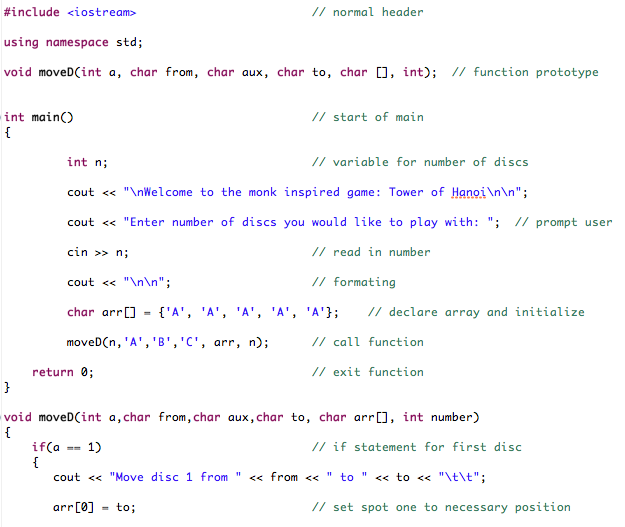 #include <iostream> // normal header
using namespace std;
void moveD(int a, char from, char aux, char to, char [], int); // function prototype
int main() // start of main
{
int n; // variable for number of discs
cout << "\nWelcome to the monk inspired game: Tower of Hanoi\n\n";
cout << "Enter number of discs you would like to play with: "; // prompt user
cin >> n; // read in number
cout << "\n\n"; // formating
char arr[] = {'A', 'A', 'A', 'A', 'A'}; // declare array and initialize
moveD(n,'A','B','C', arr, n); // call function
return 0; // exit function
}
void moveD(int a,char from,char aux,char to, char arr[], int number)
{
if(a == 1) // if statement for first disc
{
cout << "Move disc 1 from " << from << " to " << to << "\t\t";
arr[0] = to; // set spot one to necessary position